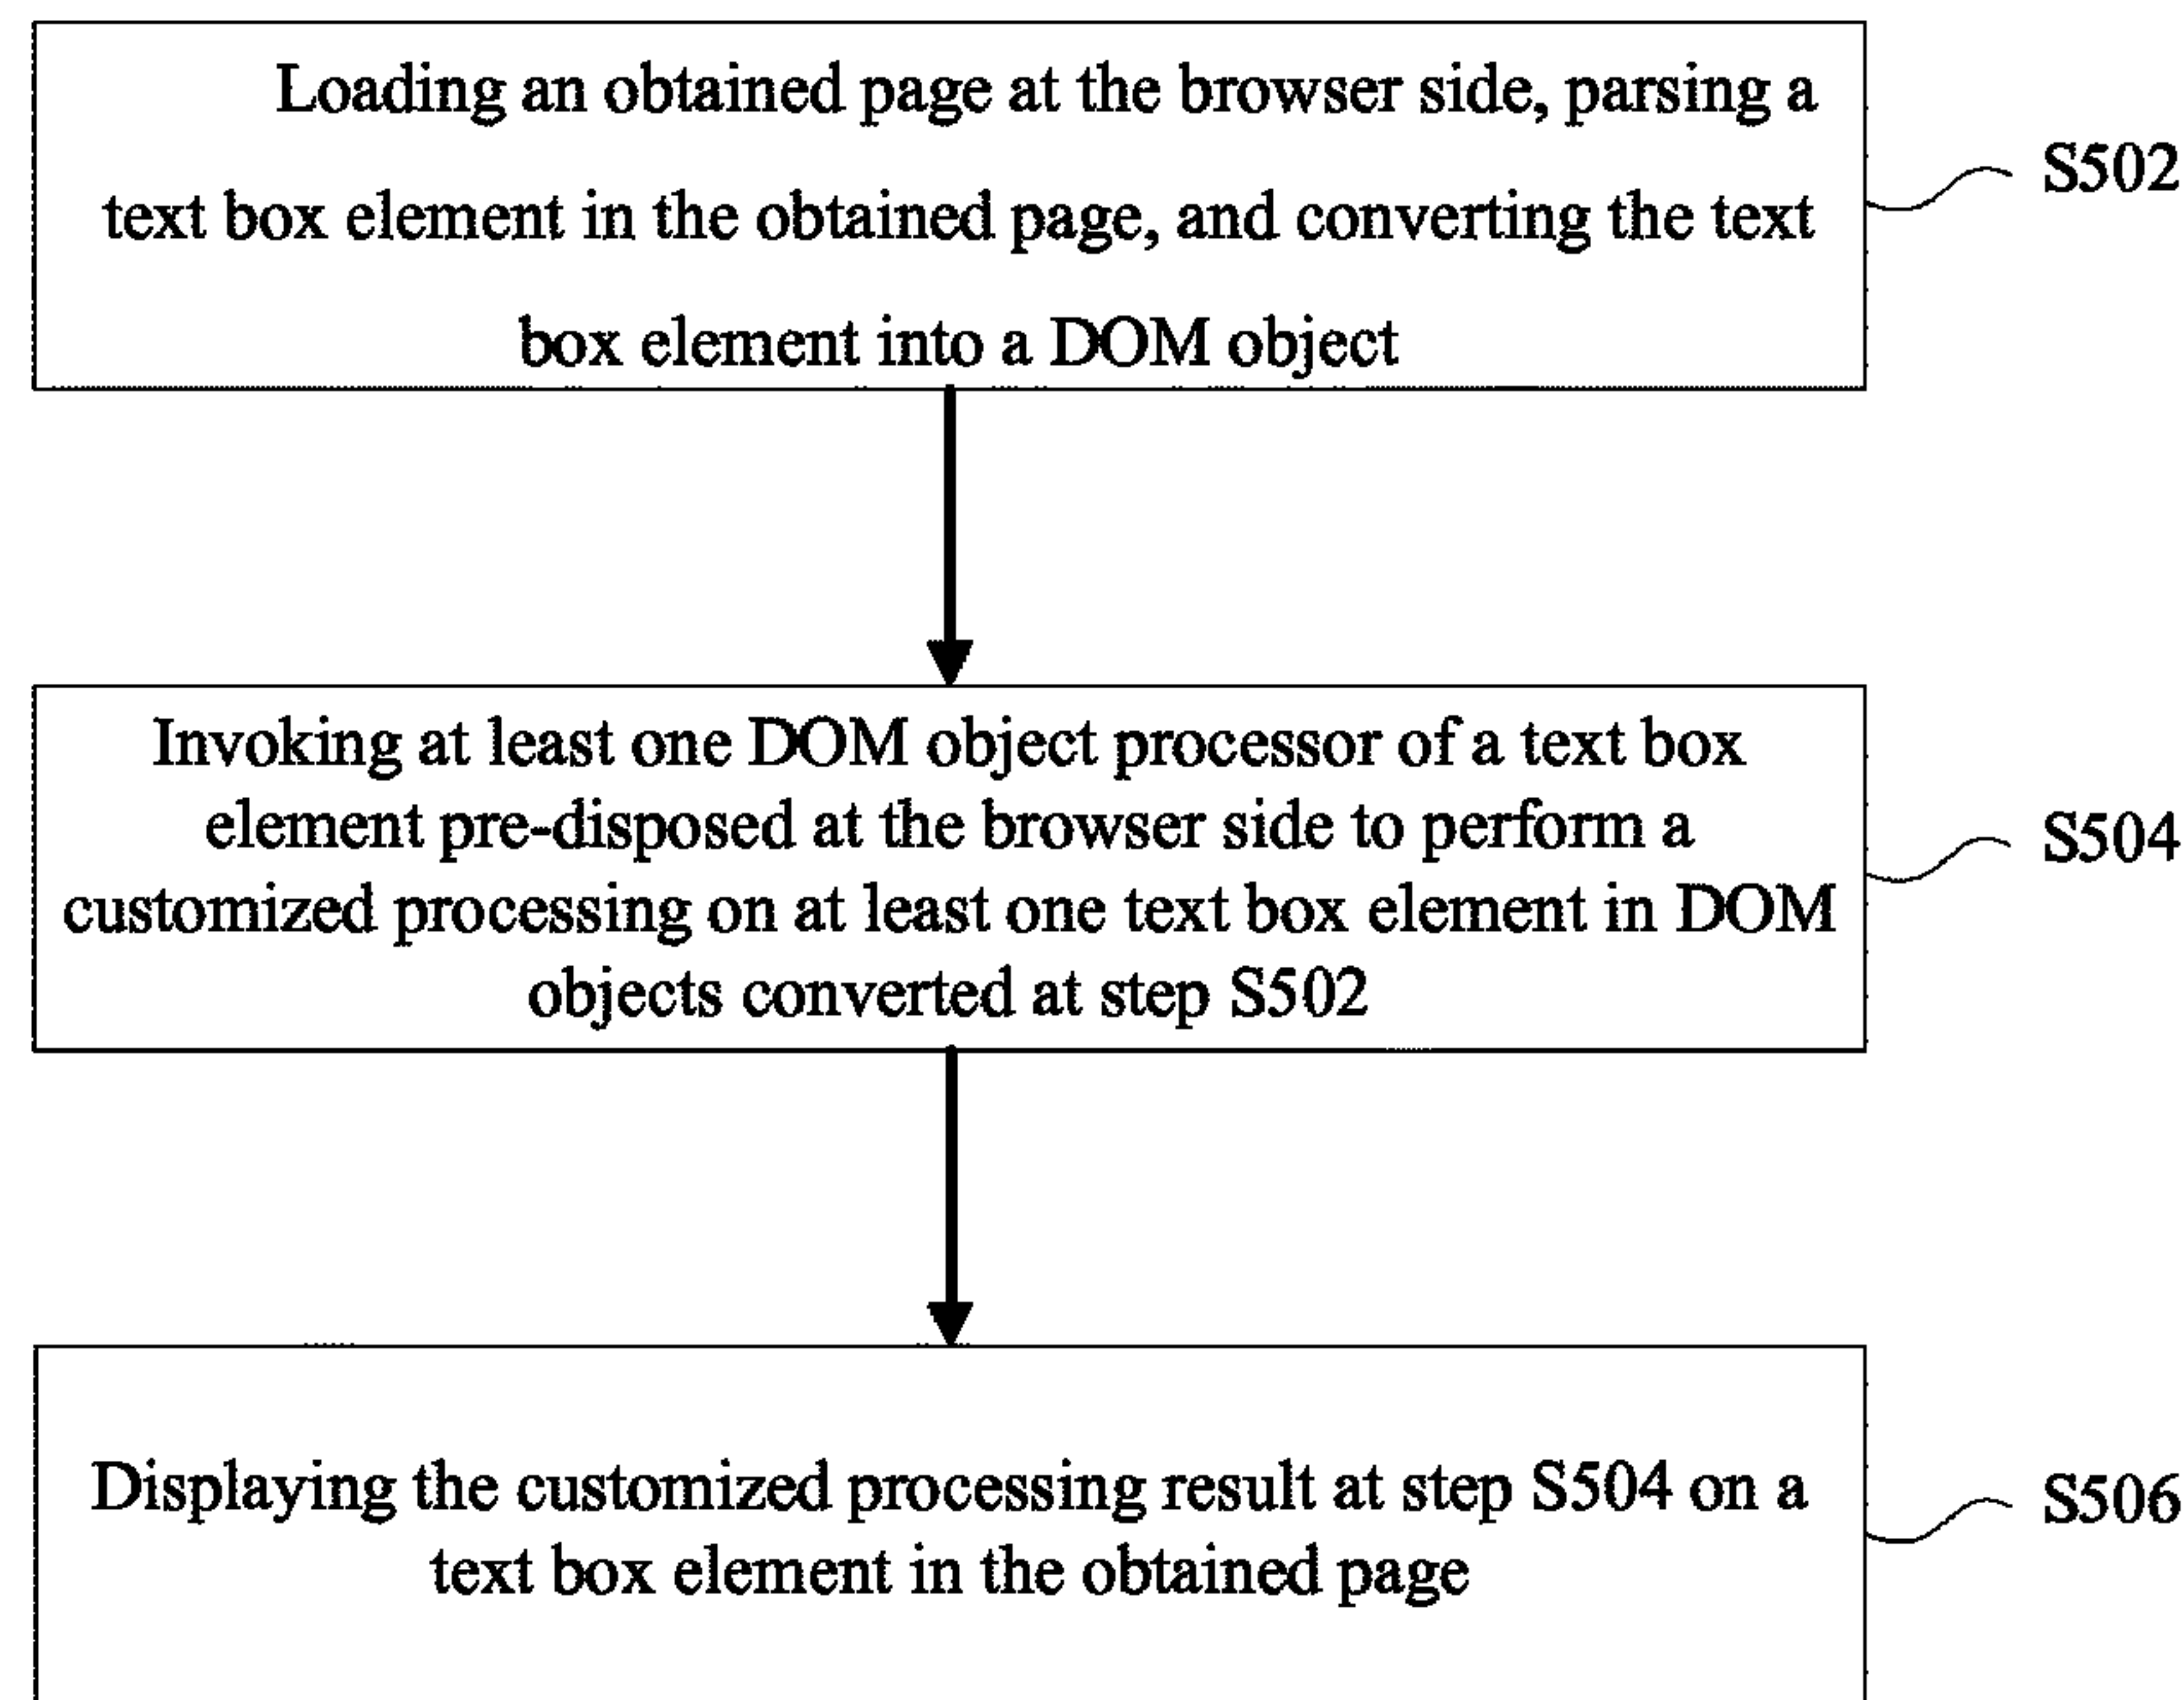 Loading an obtained page at the browser side, parsing a
text box element in the obtained page, and converting the text
box element into a DOM object
S502
Invoking at least one DOM object processor of a text box
element pre-disposed at the browser side to perform a
customized processing on at least one text box element in DOM
objects converted at step S502
S504
Displaying the customized processing result at step S504 on a
text box element in the obtained page
S506